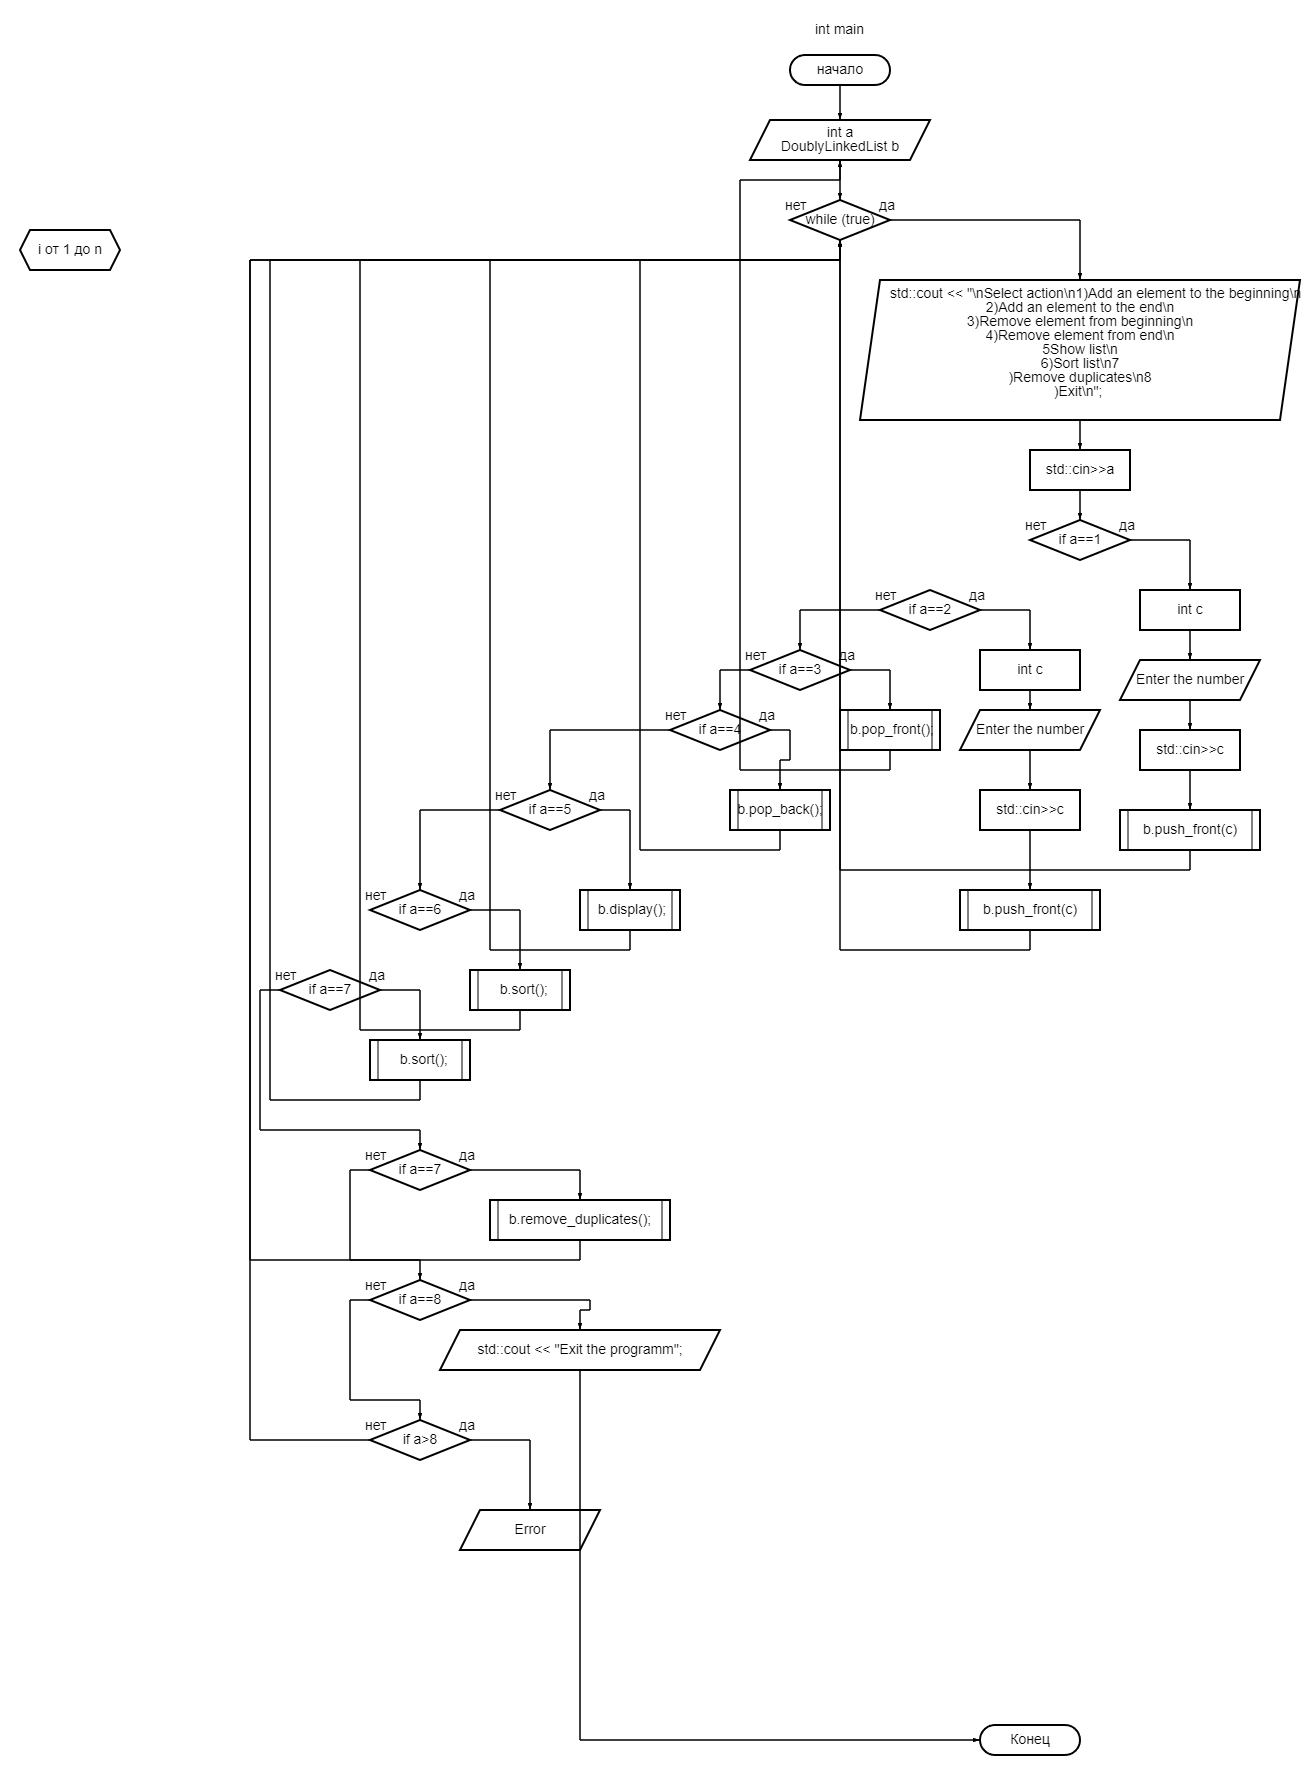 int main
начало
int a
DoublyLinkedList b
нет
да
while (true)
i от 1 до n
std::cout << "\nSelect action\n1)Add an element to the beginning\n
2)Add an element to the end\n
3)Remove element from beginning\n
4)Remove element from end\n
5Show list\n
6)Sort list\n7
)Remove duplicates\n8
)Exit\n";
std::cin>>a
нет
да
if a==1
нет
да
if a==2
int c
int c
нет
да
if a==3
Enter the number
нет
да
if a==4
b.pop_front();
Enter the number
std::cin>>c
нет
да
if a==5
b.pop_back();
std::cin>>c
b.push_front(c)
нет
да
if a==6
b.display();
b.push_front(c)
нет
да
if a==7
b.sort();
b.sort();
нет
да
if a==7
b.remove_duplicates();
нет
да
if a==8
std::cout << "Exit the programm";
нет
да
if a>8
Error
Конец